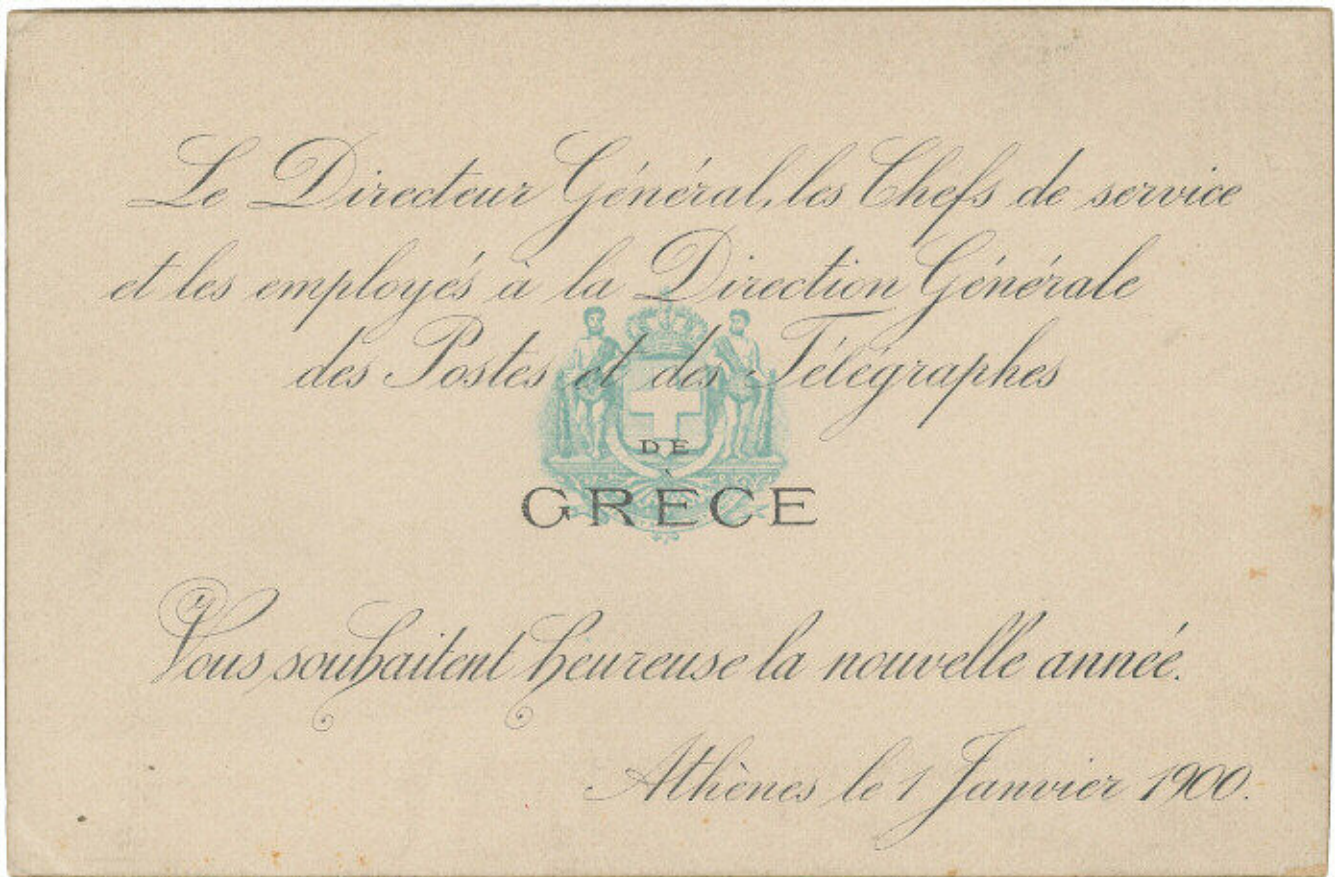 Le Directeur Général, les Chefs de service
et les employés à la Direction Générale
des Postes et des Télégraphes
DE
GRÈCE
Vous souhaitent heureuse la nouvelle année.
Athènes le 1 Janvier 1900.